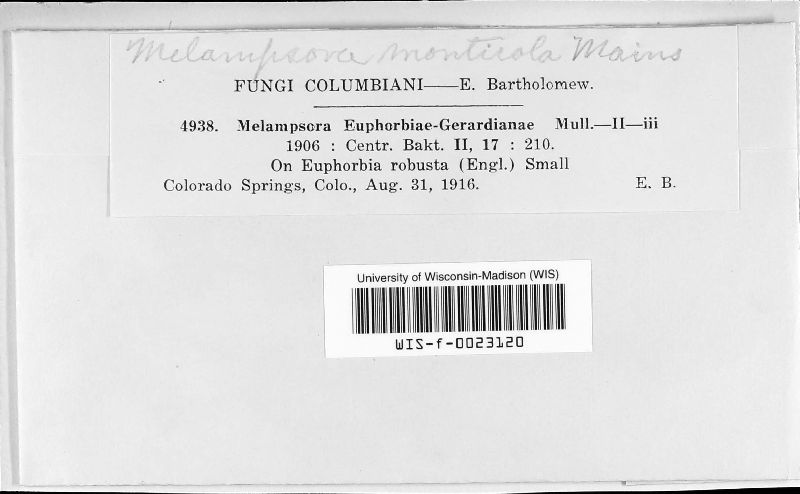 Melampsora monticola Mains
FUNGI COLUMBIANI——E. Bartholomew.
4938. Melampsora Euphorbiae-Gerardianae Mull.—II—iii
1906 : Centr. Bakt. II, 17 : 210.
On Euphorbia robusta (Engl.) Small
Colorado Springs, Colo., Aug. 31, 1916. E. B.
University of Wisconsin-Madison (WIS)
WIS-f-0023120